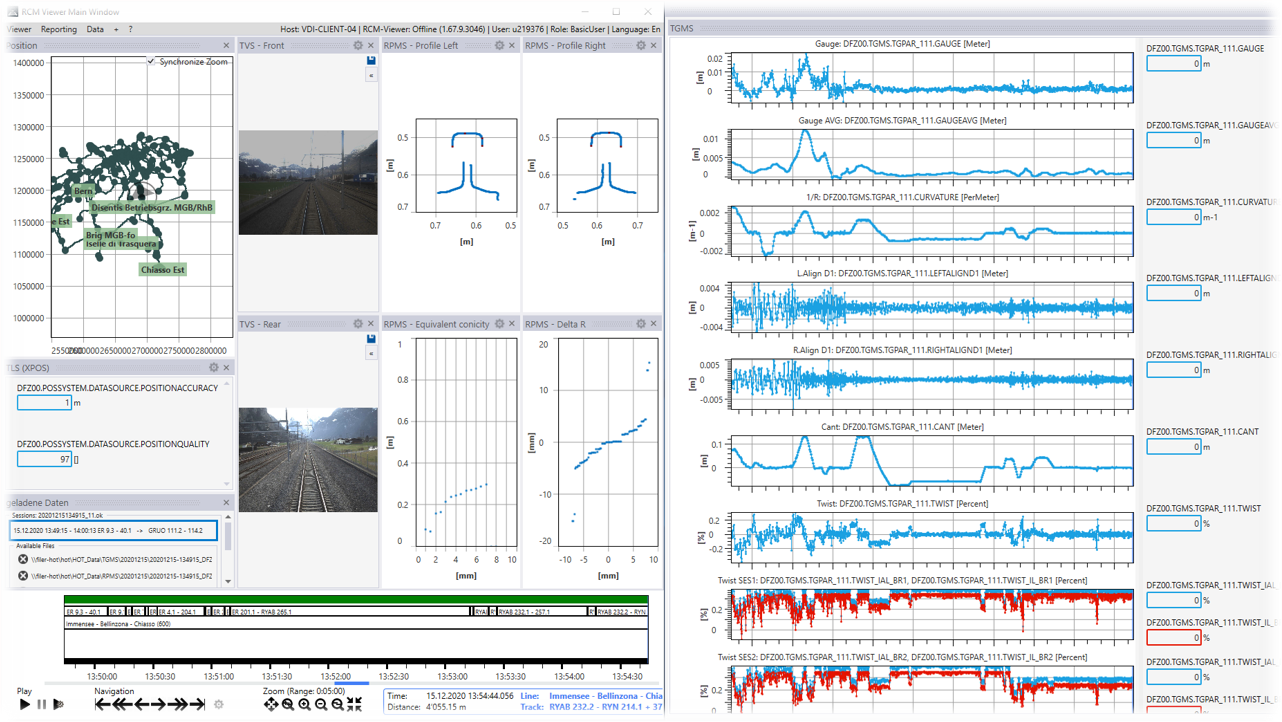 RCM Viewer Main Window
Viewer Reporting Data + ? Host: VDI-CLIENT-04 | RCM-Viewer: Offline (1.67.9.3046) | User: u219376 | Role: BasicUser | Language: En
Position
Synchronize Zoom
1400000
1350000
1300000
1250000
1200000
1150000
1100000
1050000
1000000
Bern
Disentis Betriebsgrz. MGB/RhB
e Est
Brig MGB-fo
Iselle di Trasquera
Chiasso Est
2650000 2700000 2750000 2800000
TLS (XPOS)
DFZ00.POSSYSTEM.DATASOURCE.POSITIONACCURACY
1 m
DFZ00.POSSYSTEM.DATASOURCE.POSITIONQUALITY
97 []
geladene Daten
Sessions: 20201215134915_11.ok
15.12.2020 13:49:15 - 14:00:13 ER 9.3 - 40.1 -> GRUO 111.2 - 114.2
Available Files
\\filer-hot\hot\HOT_Data\TGMS\20201215\20201215-134915_DFZ
\\filer-hot\hot\HOT_Data\RPMS\20201215\20201215-134915_DFZ
TVS - Front
TVS - Rear
RPMS - Profile Left
0.5
0.6
0.7
[m]
0.7 0.6 0.5
[m]
RPMS - Profile Right
0.5
0.6
0.7
[m]
0.5 0.6 0.7
[m]
RPMS - Equivalent conicity
1
0.8
0.6
0.4
0.2
0
[m]
0 2 4 6 8 10
[mm]
RPMS - Delta R
20
10
0
-10
-20
[mm]
-10 -5 0 5 10
[mm]
ER 9.3 - 40.1 ER 9. ER ER 4.1 - 204.1 ER ER 201.1 - RYAB 265.1 RYA RYAB 232.1 - 257.1 R RYAB 232.2 - RYN
Immensee - Bellinzona - Chiasso (600)
13:50:00 13:51:00 13:52:00 13:53:00 13:54:00
Play
Navigation
Zoom (Range: 0:05:00)
Time: 15.12.2020 13:54:44.056 Line: Immensee - Bellinzona - Chia
Distance: 4'055.15 m Track: RYAB 232.2 - RYN 214.1 + 37
TGMS
Gauge: DFZ00.TGMS.TGPAR_111.GAUGE [Meter]
0.02
0.01
0
[m]
DFZ00.TGMS.TGPAR_111.GAUGE
0 m
Gauge AVG: DFZ00.TGMS.TGPAR_111.GAUGEAVG [Meter]
0.01
0.005
0
[m]
DFZ00.TGMS.TGPAR_111.GAUGEAV
0 m
1/R: DFZ00.TGMS.TGPAR_111.CURVATURE [PerMeter]
0.002
0
-0.002
[m-1]
DFZ00.TGMS.TGPAR_111.CURVATUR
0 m-1
L.Align D1: DFZ00.TGMS.TGPAR_111.LEFTALIGND1 [Meter]
0.004
0
-0.004
[m]
DFZ00.TGMS.TGPAR_111.LEFTALIGN
0 m
R.Align D1: DFZ00.TGMS.TGPAR_111.RIGHTALIGND1 [Meter]
0.005
0
-0.005
[m]
DFZ00.TGMS.TGPAR_111.RIGHTALIG
0 m
Cant: DFZ00.TGMS.TGPAR_111.CANT [Meter]
0.1
0
[m]
DFZ00.TGMS.TGPAR_111.CANT
0 m
Twist: DFZ00.TGMS.TGPAR_111.TWIST [Percent]
0.2
0
-0.2
[%]
DFZ00.TGMS.TGPAR_111.TWIST
0 %
Twist SES1: DFZ00.TGMS.TGPAR_111.TWIST_IAL_BR1, DFZ00.TGMS.TGPAR_111.TWIST_IL_BR1 [Percent]
0.2
0
[%]
DFZ00.TGMS.TGPAR_111.TWIST_IAL
0 %
DFZ00.TGMS.TGPAR_111.TWIST_IL_
0 %
Twist SES2: DFZ00.TGMS.TGPAR_111.TWIST_IAL_BR2, DFZ00.TGMS.TGPAR_111.TWIST_IL_BR2 [Percent]
0.2
0
[%]
DFZ00.TGMS.TGPAR_111.TWIST_IAL
0 %
DFZ00.TGMS.TGPAR_111.TWIST_IL